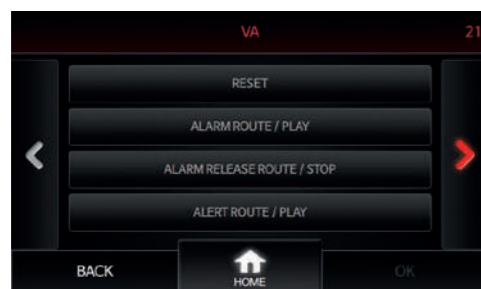 VA
21
RESET
ALARM ROUTE / PLAY
ALARM RELEASE ROUTE / STOP
ALERT ROUTE / PLAY
BACK
HOME
OK